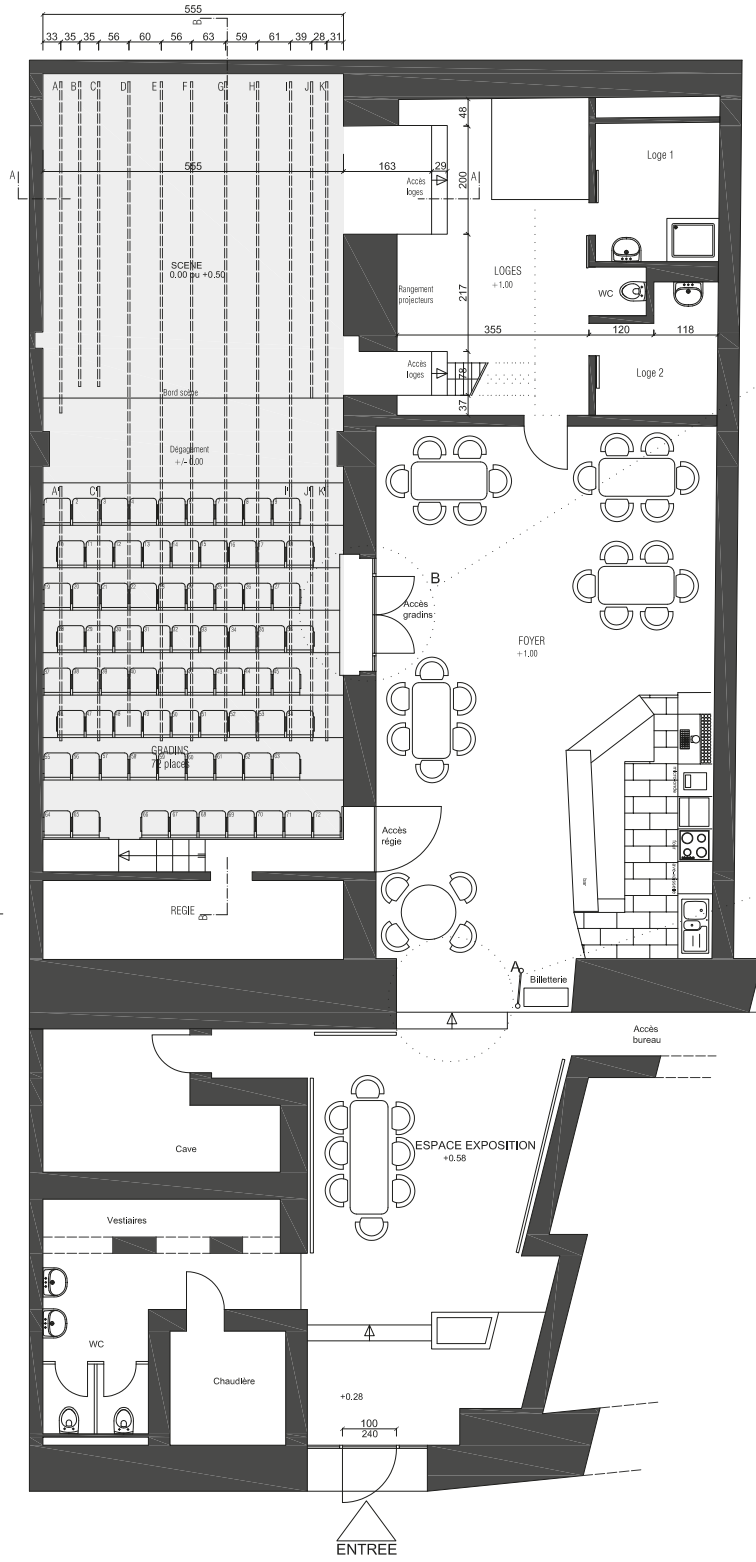 555
B
33 35 35 56 60 56 63 59 61 39 28 31
A B C D E F G H I J K
48
Loge 1
A
555
163
29
Accès
loges
A
200
SCENE
0.00 ou +0.50
LOGES
+1.00
Rangement
projecteurs
217
WC
355
120
118
Accès
loges
78
Loge 2
37
Bord scène
Dégagement
+/- 0.00
A C I J K
B
Accès
gradins
FOYER
+1.00
GRADINS
72 places
Accès
régie
Bar
REGIE
B
A
Billetterie
Accès
bureau
ESPACE EXPOSITION
+0.58
Cave
Vestiaires
WC
Chaudière
+0.28
100
240
ENTREE